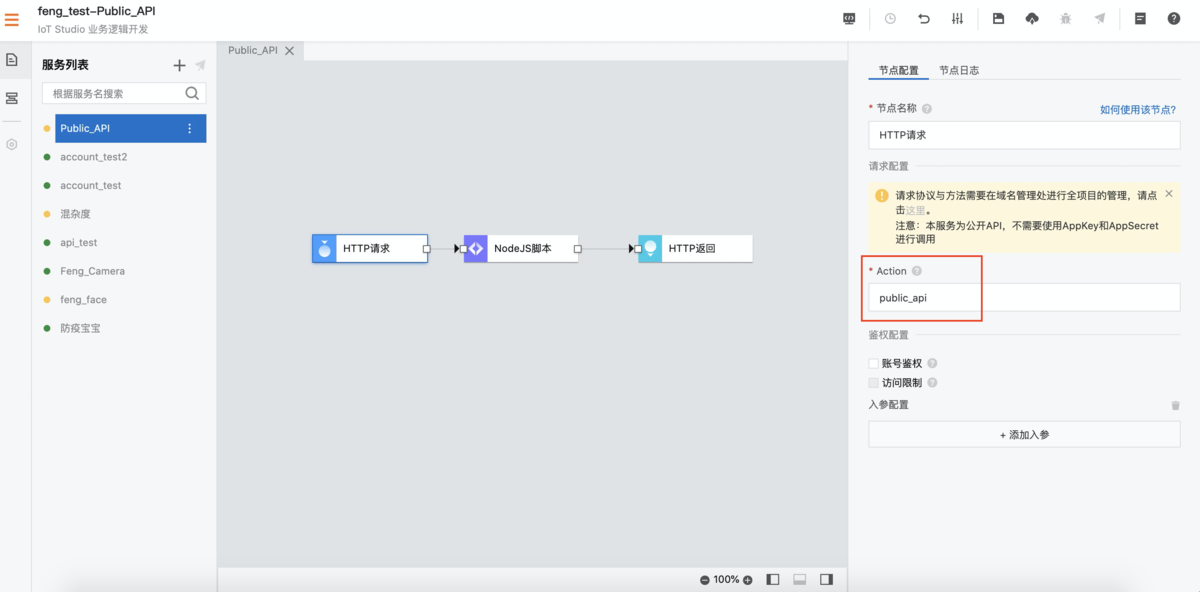 feng_test-Public_API
IoT Studio 业务逻辑开发
服务列表
根据服务名搜索
Public_API
account_test2
account_test
混杂度
api_test
Feng_Camera
feng_face
防疫宝宝
Public_API
HTTP请求
NodeJS脚本
HTTP返回
100%
节点配置 节点日志
* 节点名称 如何使用该节点?
HTTP请求
请求配置
请求协议与方法需要在域名管理处进行全项目的管理，请点
击这里。
注意：本服务为公开API，不需要使用AppKey和AppSecret
进行调用
* Action
public_api
鉴权配置
账号鉴权
访问限制
入参配置
+ 添加入参